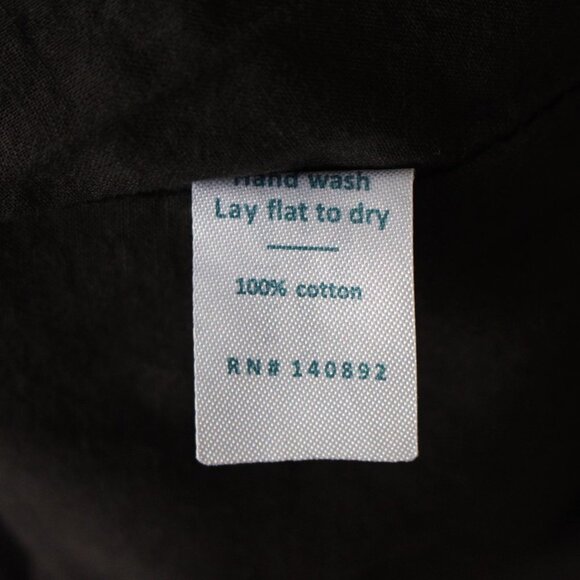 Hand wash
Lay flat to dry
100% cotton
RN# 140892